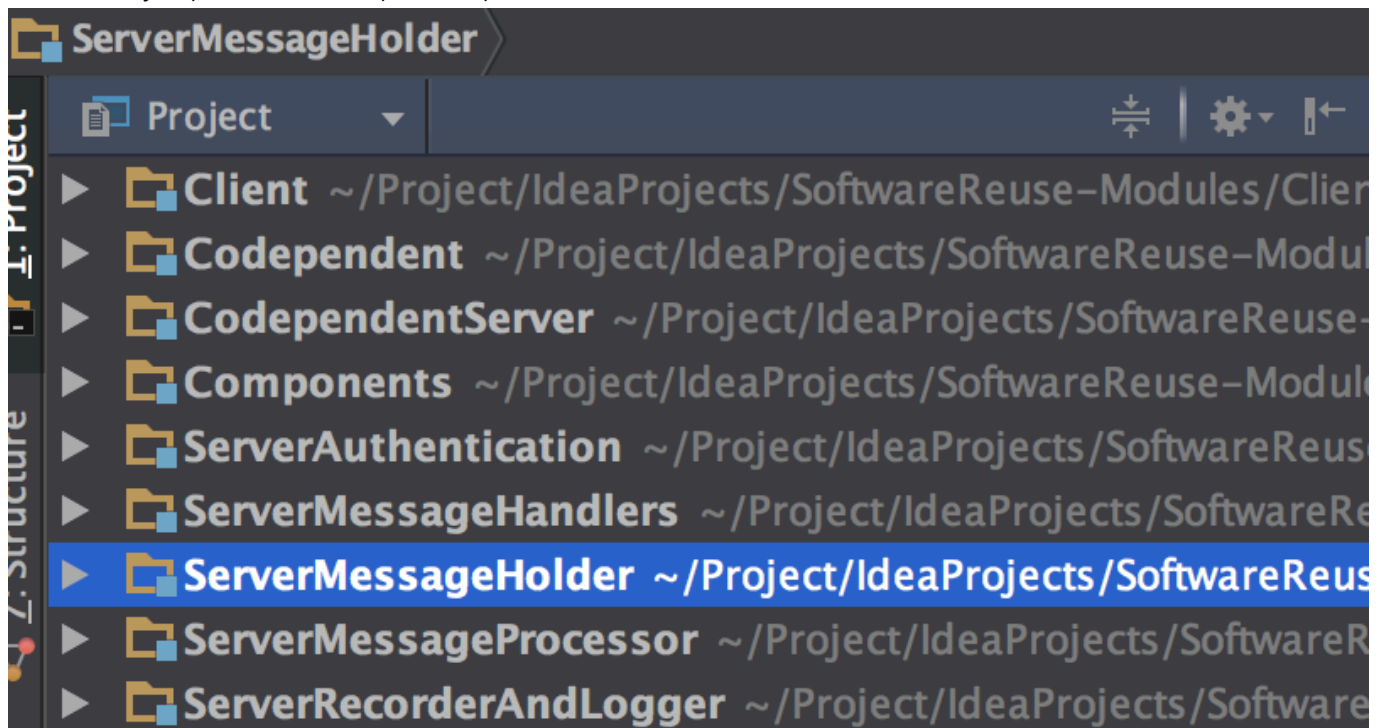 ServerMessageHolder
Project
1: Project
Client ~/Project/IdeaProjects/SoftwareReuse-Modules/Clien
Codependent ~/Project/IdeaProjects/SoftwareReuse-Modul
CodependentServer ~/Project/IdeaProjects/SoftwareReuse-
Components ~/Project/IdeaProjects/SoftwareReuse-Module
ServerAuthentication ~/Project/IdeaProjects/SoftwareReus
7: Structure
ServerMessageHandlers ~/Project/IdeaProjects/SoftwareRe
ServerMessageHolder ~/Project/IdeaProjects/SoftwareReus
ServerMessageProcessor ~/Project/IdeaProjects/SoftwareR
ServerRecorderAndLogger ~/Project/IdeaProjects/Software